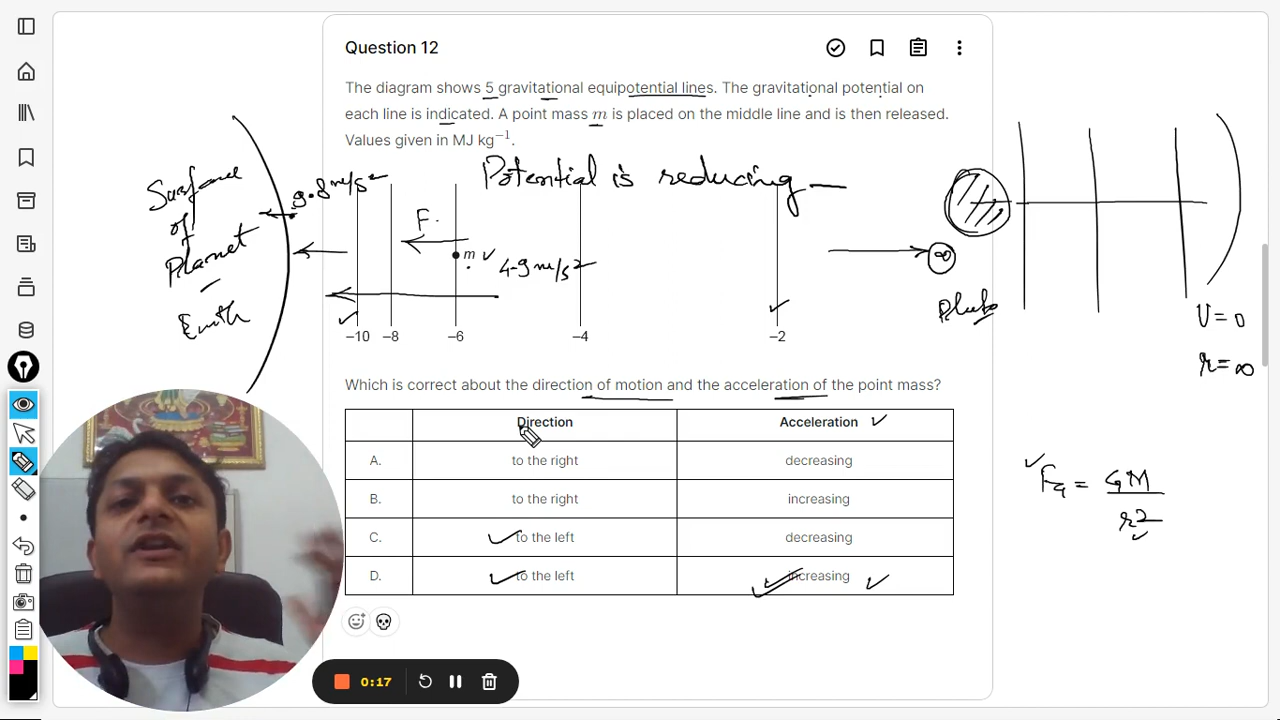 Question 12
The diagram shows 5 gravitational equipotential lines. The gravitational potential on
each line is indicated. A point mass m is placed on the middle line and is then released.
Values given in MJ kg⁻¹.
Potential is reducing —
Surface
of
Planet
Earth
9.8 m/s²
F.
m
4.9 m/s²
∞
Pluto
V = 0
r = ∞
−10 −8 −6 −4 −2
Which is correct about the direction of motion and the acceleration of the point mass?
Direction Acceleration
A. to the right decreasing
B. to the right increasing
C. to the left decreasing
D. to the left increasing
F_G = GM / r²
0:17